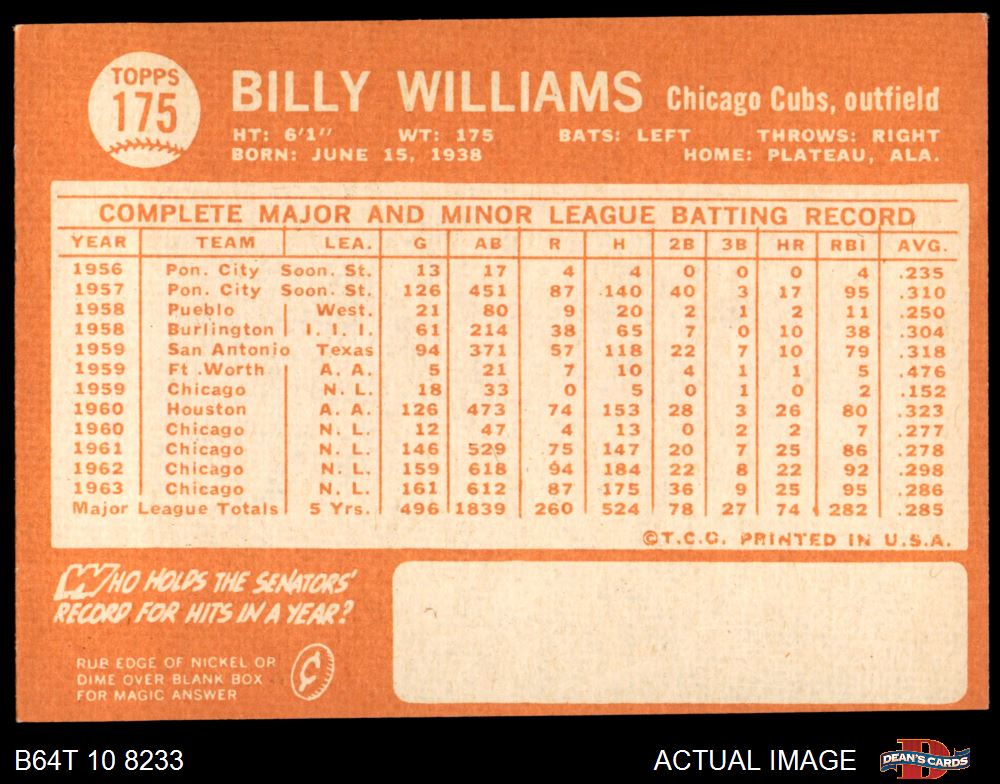 TOPPS
175
BILLY WILLIAMS Chicago Cubs, outfield
HT: 6'1" WT: 175 BATS: LEFT THROWS: RIGHT
BORN: JUNE 15, 1938 HOME: PLATEAU, ALA.
COMPLETE MAJOR AND MINOR LEAGUE BATTING RECORD
YEAR TEAM LEA. G AB R H 2B 3B HR RBI AVG.
1956 Pon. City Soon. St. 13 17 4 4 0 0 0 4 .235
1957 Pon. City Soon. St. 126 451 87 140 40 3 17 95 .310
1958 Pueblo West. 21 80 9 20 2 1 2 11 .250
1958 Burlington I. I. I. 61 214 38 65 7 0 10 38 .304
1959 San Antonio Texas 94 371 57 118 22 7 10 79 .318
1959 Ft. Worth A. A. 5 21 7 10 4 1 1 5 .476
1959 Chicago N. L. 18 33 0 5 0 1 0 2 .152
1960 Houston A. A. 126 473 74 153 28 3 26 80 .323
1960 Chicago N. L. 12 47 4 13 0 2 2 7 .277
1961 Chicago N. L. 146 529 75 147 20 7 25 86 .278
1962 Chicago N. L. 159 618 94 184 22 8 22 92 .298
1963 Chicago N. L. 161 612 87 175 36 9 25 95 .286
Major League Totals 5 Yrs. 496 1839 260 524 78 27 74 282 .285
©T.C.G. PRINTED IN U.S.A.
WHO HOLDS THE SENATORS'
RECORD FOR HITS IN A YEAR?
RUB EDGE OF NICKEL OR
DIME OVER BLANK BOX
FOR MAGIC ANSWER
¢
B64T 10 8233 ACTUAL IMAGE DEAN'S CARDS